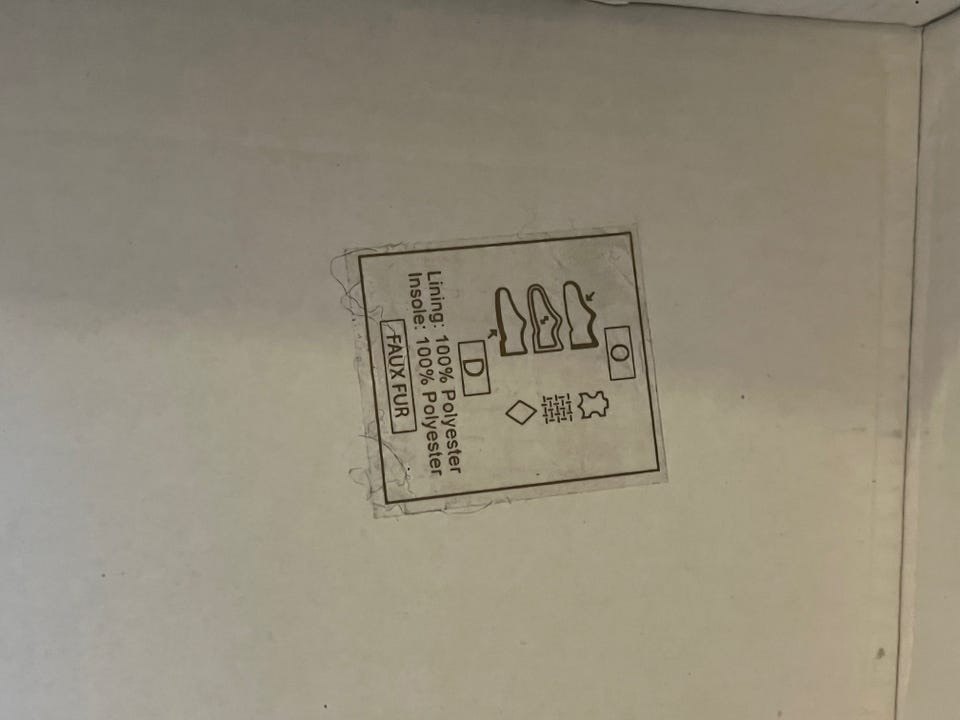 O
D
Lining: 100% Polyester
Insole: 100% Polyester
FAUX FUR